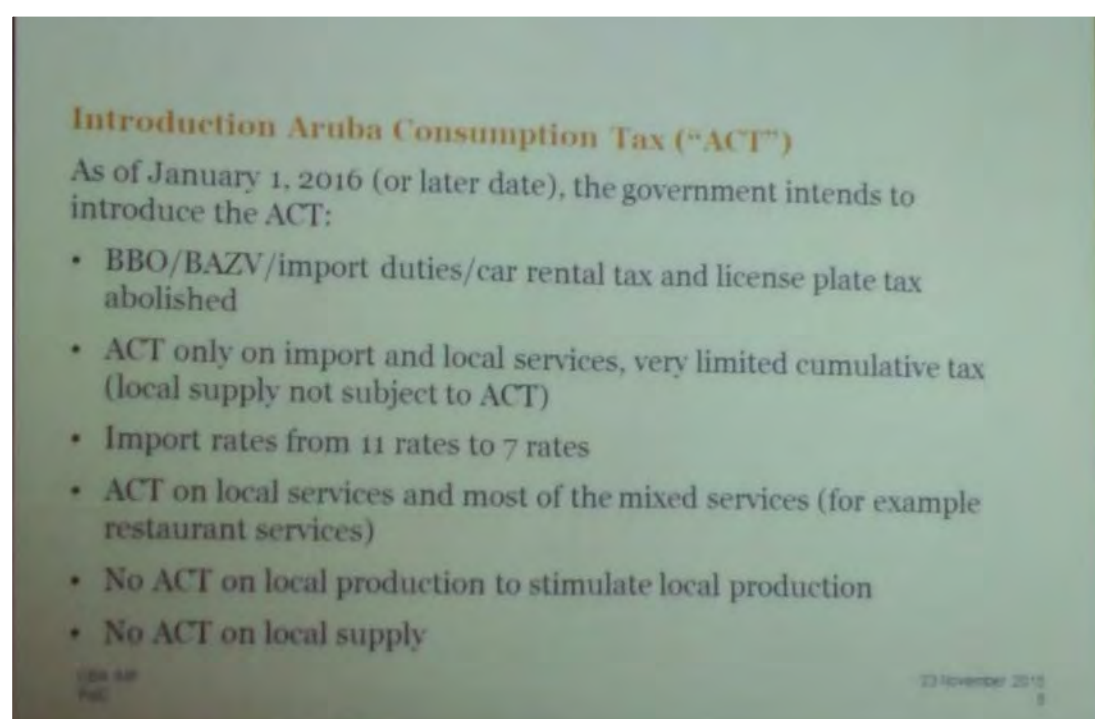 Introduction Aruba Consumption Tax (“ACT”)
As of January 1, 2016 (or later date), the government intends to
introduce the ACT:
• BBO/BAZV/import duties/car rental tax and license plate tax
abolished
• ACT only on import and local services, very limited cumulative tax
(local supply not subject to ACT)
• Import rates from 11 rates to 7 rates
• ACT on local services and most of the mixed services (for example
restaurant services)
• No ACT on local production to stimulate local production
• No ACT on local supply
PwC
November